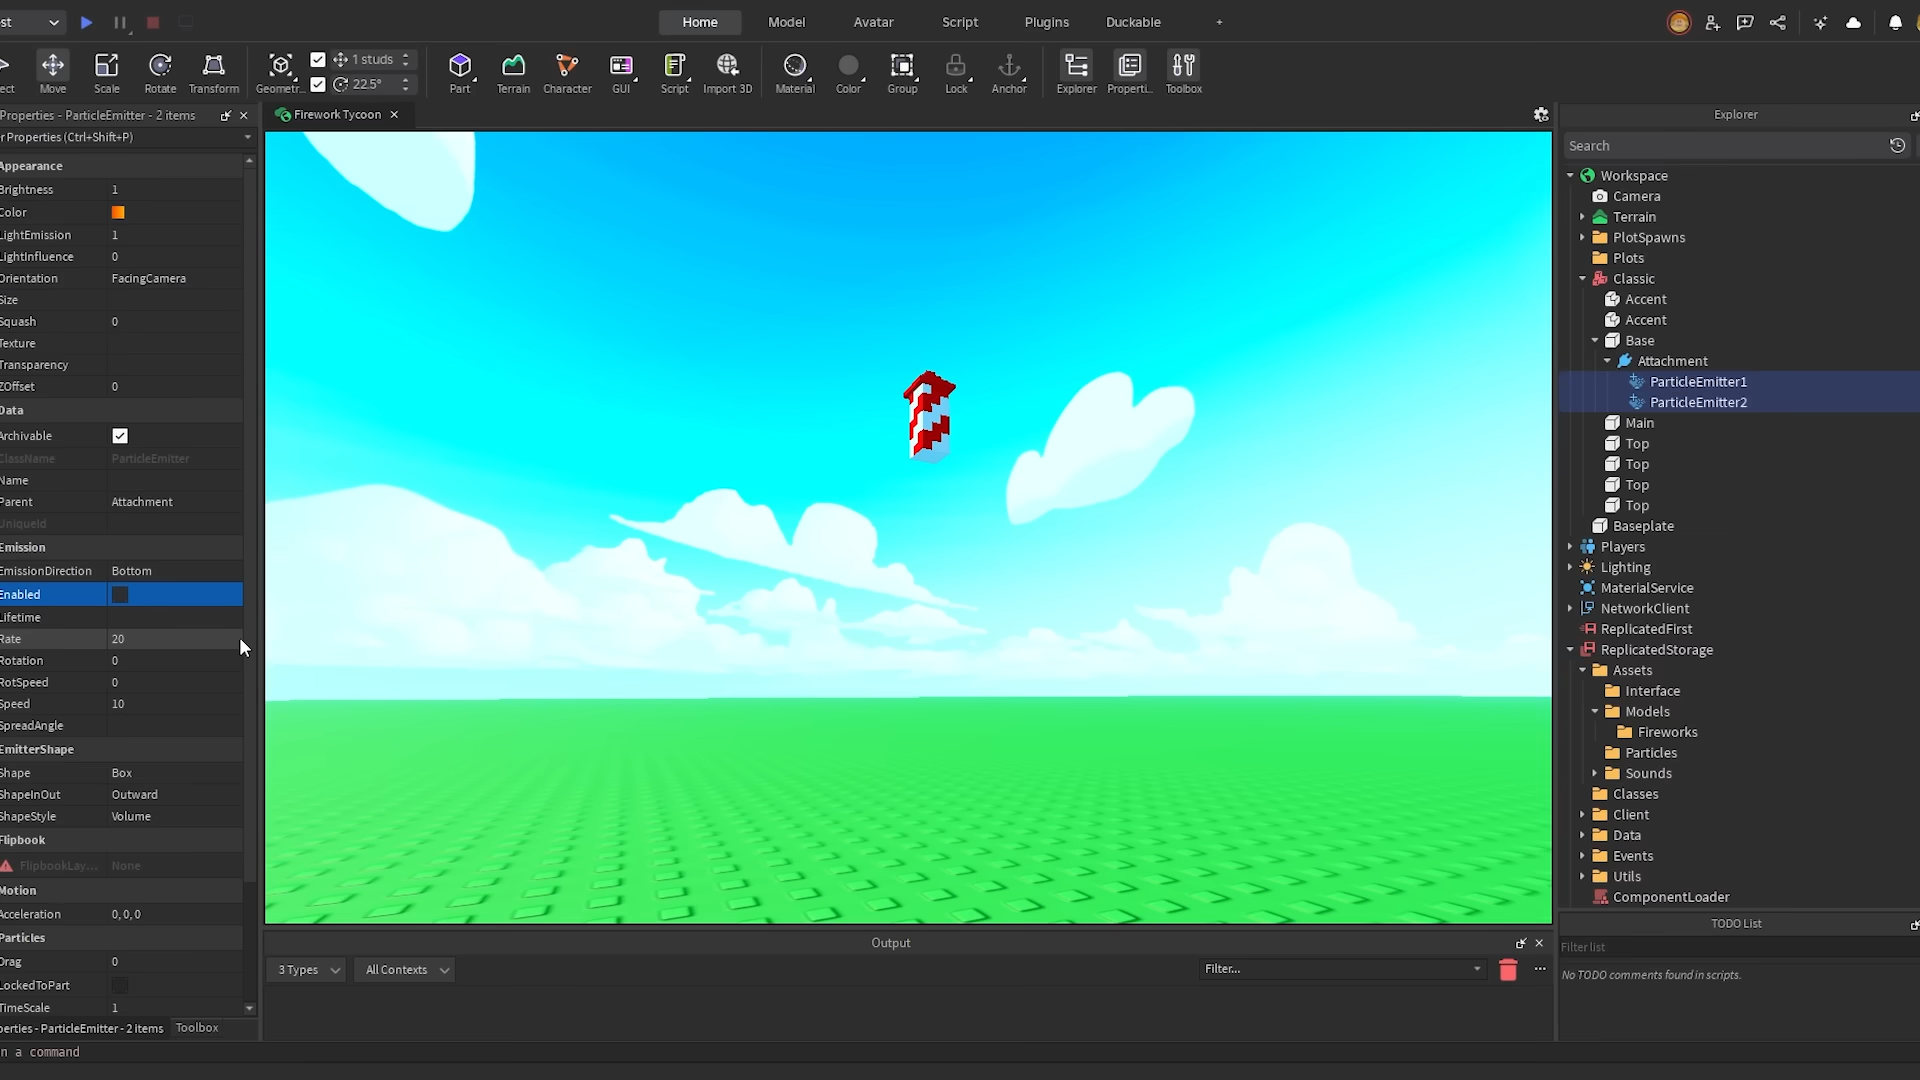 st
Home
Model
Avatar
Script
Plugins
Duckable
+
ect
Move
Scale
Rotate
Transform
Geometr...
1 studs
22.5°
Part
Terrain
Character
GUI
Script
Import 3D
Material
Color
Group
Lock
Anchor
Explorer
Properti...
Toolbox
Properties - ParticleEmitter - 2 items
r Properties (Ctrl+Shift+P)
Appearance
Brightness 1
Color
LightEmission 1
LightInfluence 0
Orientation FacingCamera
Size
Squash 0
Texture
Transparency
ZOffset 0
Data
Archivable
ClassName ParticleEmitter
Name
Parent Attachment
UniqueId
Emission
EmissionDirection Bottom
Enabled
Lifetime
Rate 20
Rotation 0
RotSpeed 0
Speed 10
SpreadAngle
EmitterShape
Shape Box
ShapeInOut Outward
ShapeStyle Volume
Flipbook
FlipbookLay... None
Motion
Acceleration 0, 0, 0
Particles
Drag 0
LockedToPart
TimeScale 1
perties - ParticleEmitter - 2 items
Toolbox
n a command
Firework Tycoon
Output
3 Types
All Contexts
Filter...
Explorer
Search
Workspace
Camera
Terrain
PlotSpawns
Plots
Classic
Accent
Accent
Base
Attachment
ParticleEmitter1
ParticleEmitter2
Main
Top
Top
Top
Top
Baseplate
Players
Lighting
MaterialService
NetworkClient
ReplicatedFirst
ReplicatedStorage
Assets
Interface
Models
Fireworks
Particles
Sounds
Classes
Client
Data
Events
Utils
ComponentLoader
TODO List
Filter list
No TODO comments found in scripts.